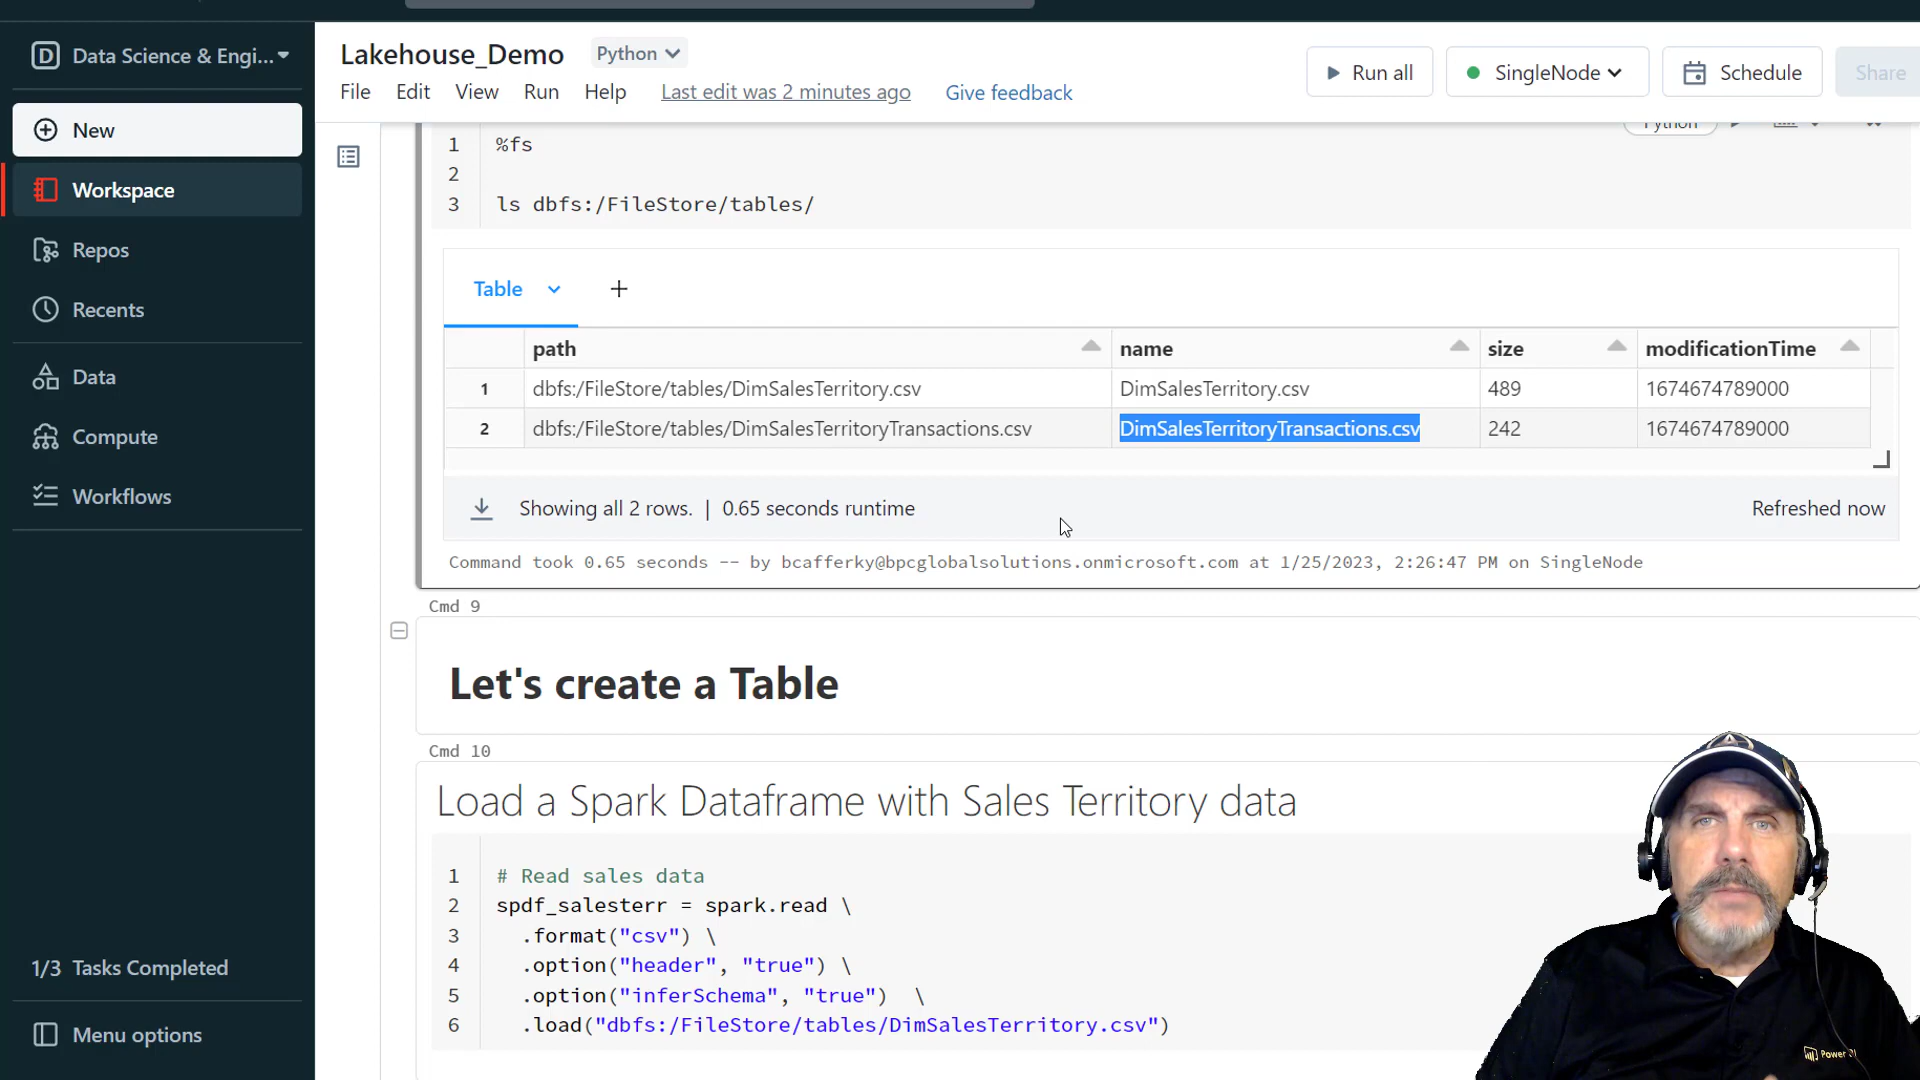 Data Science & Engi...
New
Workspace
Repos
Recents
Data
Compute
Workflows
1/3 Tasks Completed
Menu options
Lakehouse_Demo
Python
File Edit View Run Help Last edit was 2 minutes ago Give feedback
Run all
SingleNode
Schedule
Share
Python
1 %fs
2
3 ls dbfs:/FileStore/tables/
Table +
path name size modificationTime
1 dbfs:/FileStore/tables/DimSalesTerritory.csv DimSalesTerritory.csv 489 1674674789000
2 dbfs:/FileStore/tables/DimSalesTerritoryTransactions.csv DimSalesTerritoryTransactions.csv 242 1674674789000
Showing all 2 rows. | 0.65 seconds runtime Refreshed now
Command took 0.65 seconds -- by bcafferky@bpcglobalsolutions.onmicrosoft.com at 1/25/2023, 2:26:47 PM on SingleNode
Cmd 9
Let's create a Table
Cmd 10
Load a Spark Dataframe with Sales Territory data
1 # Read sales data
2 spdf_salesterr = spark.read \
3 .format("csv") \
4 .option("header", "true") \
5 .option("inferSchema", "true") \
6 .load("dbfs:/FileStore/tables/DimSalesTerritory.csv")
Power BI